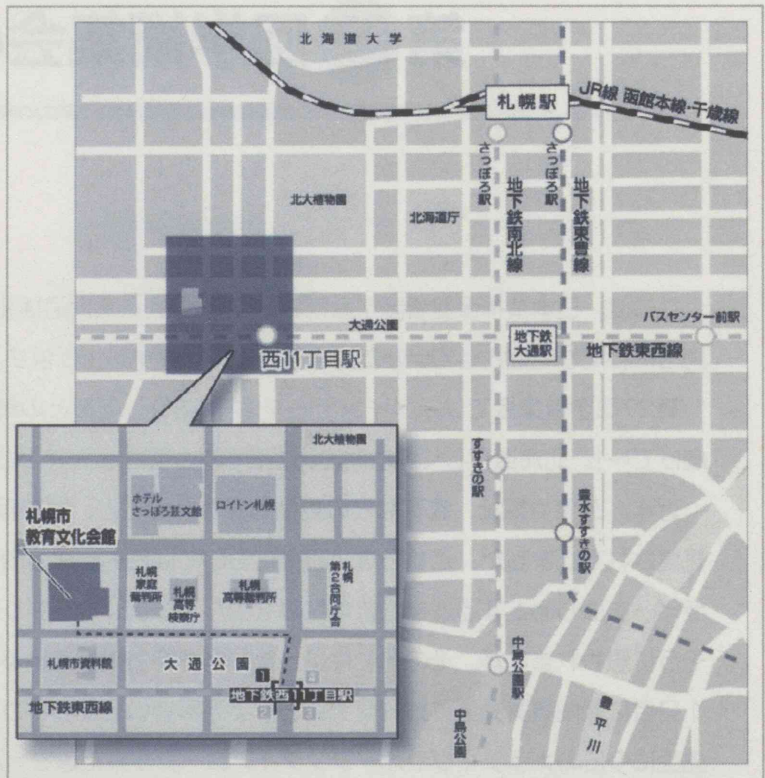 北海道大学
札幌駅
JR線 函館本線・千歳線
さっぽろ駅
さっぽろ駅
地下鉄南北線
地下鉄東豊線
北大植物園
北海道庁
大通公園
西11丁目駅
地下鉄
大通駅
バスセンター前駅
地下鉄東西線
すすきの駅
豊水すすきの駅
中島公園駅
中島公園
豊平川
北大植物園
ホテル
さっぽろ芸文館
ロイトン札幌
札幌市
教育文化会館
札幌
家庭
裁判所
札幌
高等
検察庁
札幌
高等裁判所
札幌
第2合同庁舎
札幌市資料館
大通公園
1
4
地下鉄西11丁目駅
2
3
地下鉄東西線